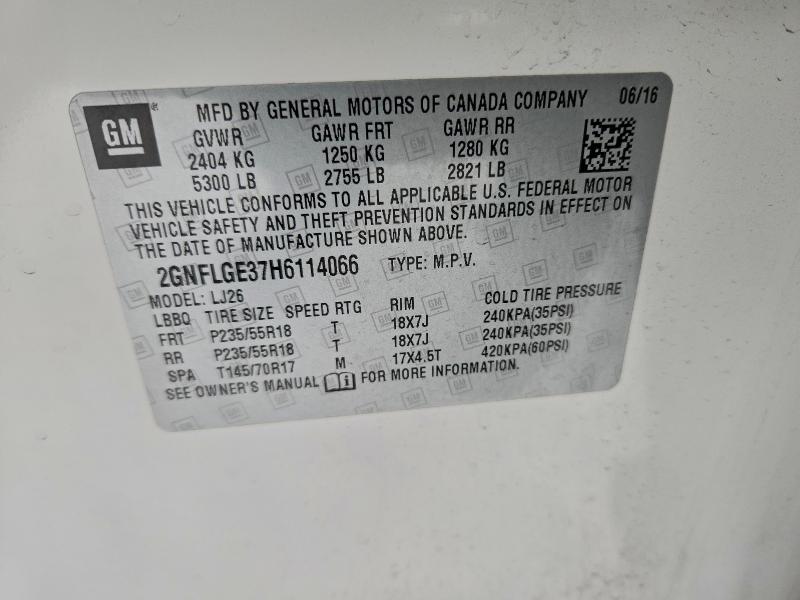 GM
MFD BY GENERAL MOTORS OF CANADA COMPANY 06/16
GVWR GAWR FRT GAWR RR
2404 KG 1250 KG 1280 KG
5300 LB 2755 LB 2821 LB
THIS VEHICLE CONFORMS TO ALL APPLICABLE U.S. FEDERAL MOTOR
VEHICLE SAFETY AND THEFT PREVENTION STANDARDS IN EFFECT ON
THE DATE OF MANUFACTURE SHOWN ABOVE.
2GNFLGE37H6114066 TYPE: M.P.V.
MODEL: LJ26
LBBQ TIRE SIZE SPEED RTG RIM COLD TIRE PRESSURE
FRT P235/55R18 T 18X7J 240KPA(35PSI)
RR P235/55R18 T 18X7J 240KPA(35PSI)
SPA T145/70R17 M 17X4.5T 420KPA(60PSI)
SEE OWNER'S MANUAL FOR MORE INFORMATION.